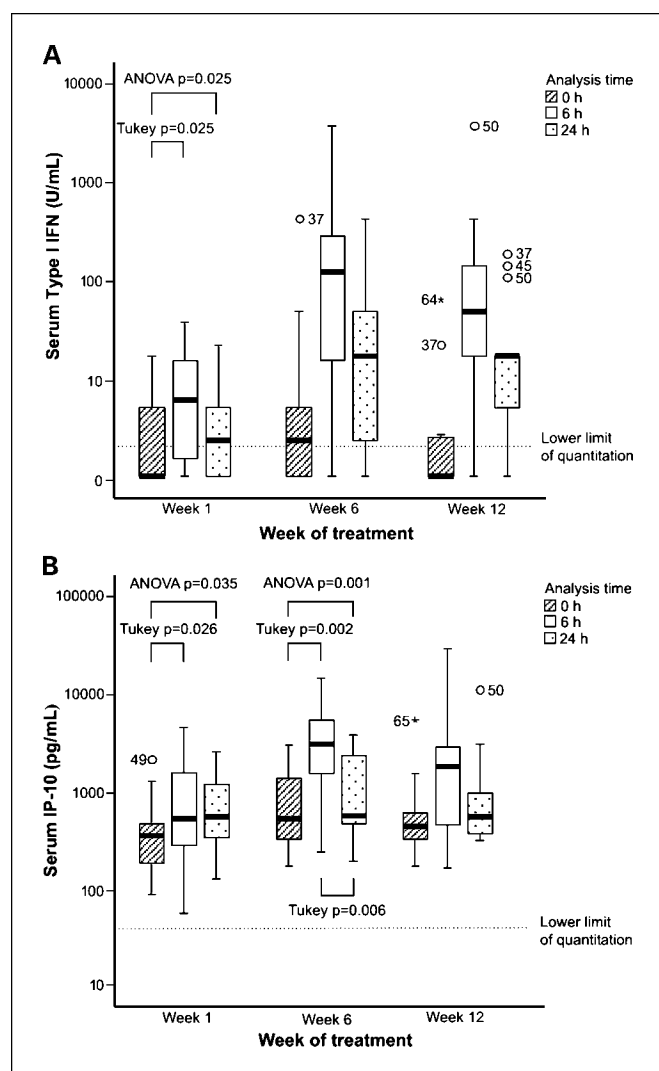 A
ANOVA p=0.025
Tukey p=0.025
Analysis time
0 h
6 h
24 h
Serum Type I IFN (U/mL)
10000
1000
100
10
0
37
50
37
45
50
64*
37
Lower limit
of quantitation
Week 1
Week 6
Week 12
Week of treatment
B
ANOVA p=0.035
Tukey p=0.026
ANOVA p=0.001
Tukey p=0.002
Analysis time
0 h
6 h
24 h
Serum IP-10 (pg/mL)
100000
10000
1000
100
10
49
65*
50
Tukey p=0.006
Lower limit
of quantitation
Week 1
Week 6
Week 12
Week of treatment